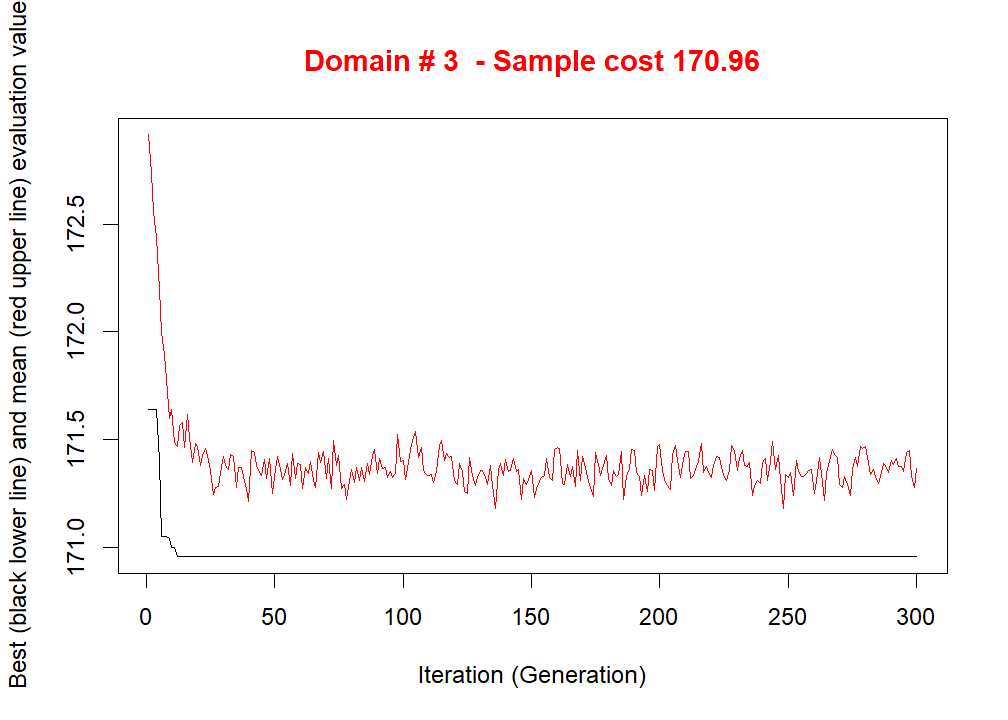 Domain # 3  - Sample cost 170.96
Best (black lower line) and mean (red upper line) evaluation value
172.5
172.0
171.5
171.0
0 50 100 150 200 250 300
Iteration (Generation)